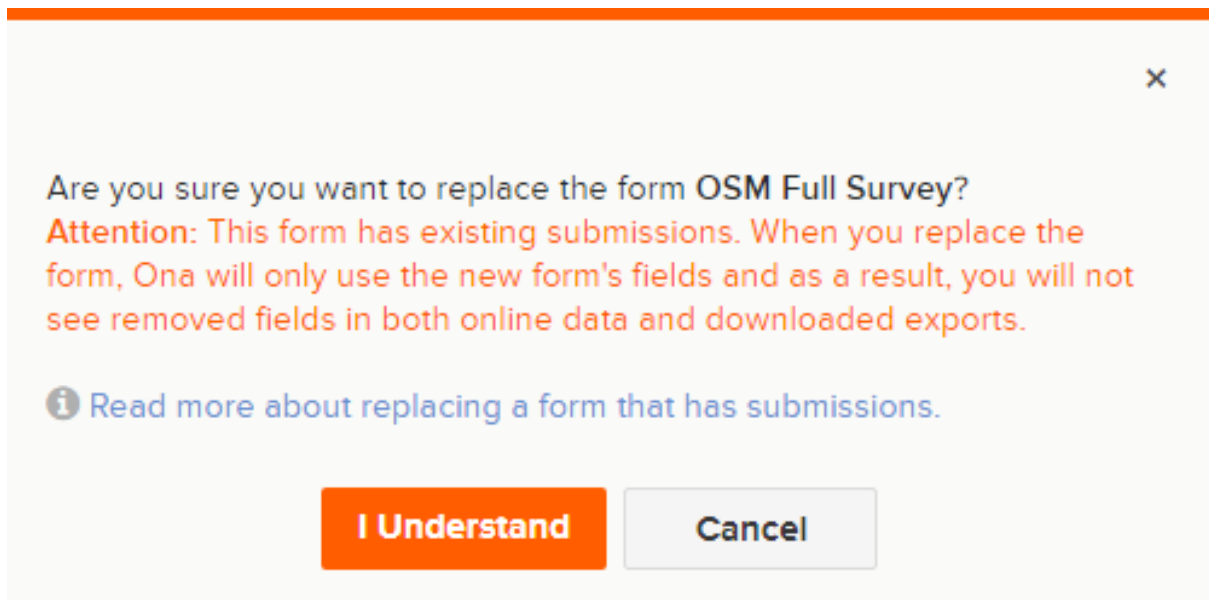 ×
Are you sure you want to replace the form OSM Full Survey?
Attention: This form has existing submissions. When you replace the
form, Ona will only use the new form's fields and as a result, you will not
see removed fields in both online data and downloaded exports.
Read more about replacing a form that has submissions.
I Understand
Cancel